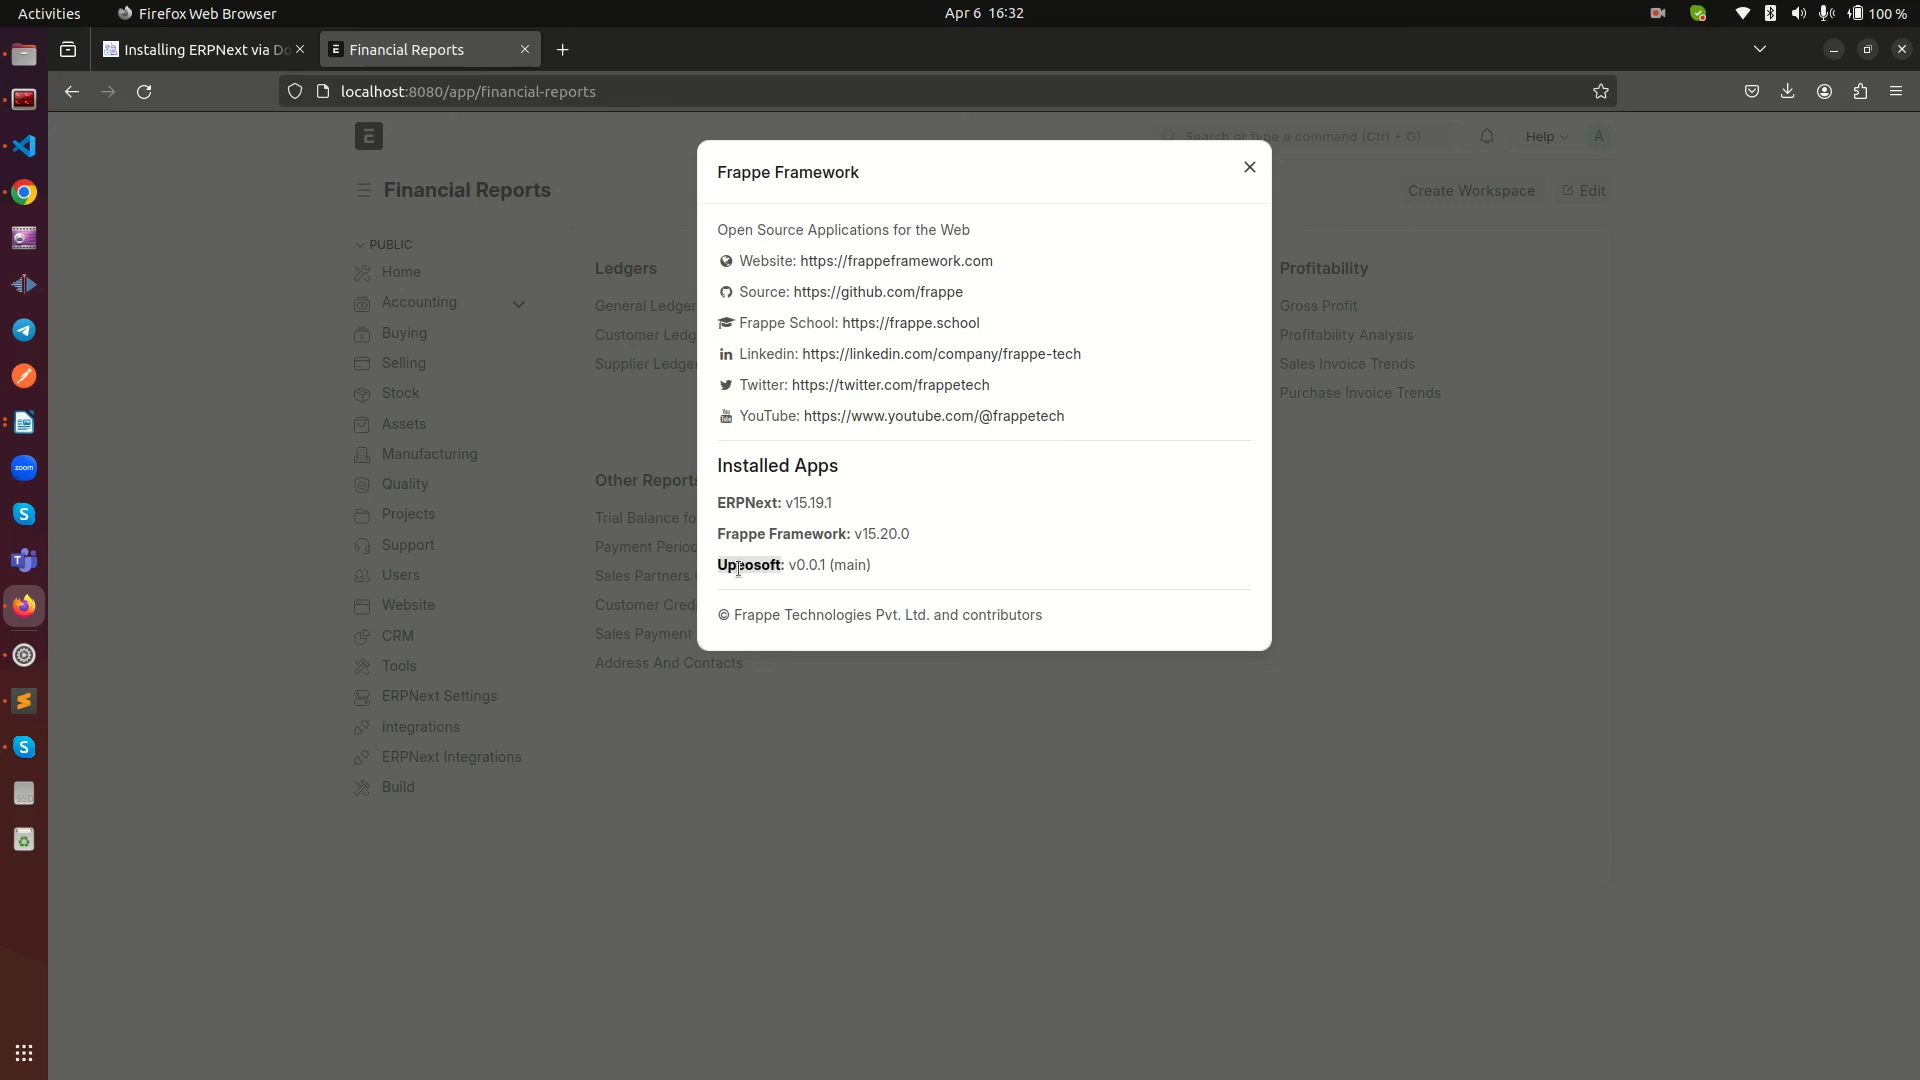 Activities Firefox Web Browser Apr 6 16:32 100 %
Installing ERPNext via Do Financial Reports
localhost:8080/app/financial-reports
Search or type a command (Ctrl + G) Help A
Financial Reports Create Workspace Edit
PUBLIC
Home
Accounting
Buying
Selling
Stock
Assets
Manufacturing
Quality
Projects
Support
Users
Website
CRM
Tools
ERPNext Settings
Integrations
ERPNext Integrations
Build
Ledgers
General Ledger
Customer Ledg
Supplier Ledge
Other Reports
Trial Balance fo
Payment Period
Sales Partners
Customer Cred
Sales Payment
Address And Contacts
Profitability
Gross Profit
Profitability Analysis
Sales Invoice Trends
Purchase Invoice Trends
Frappe Framework
Open Source Applications for the Web
Website: https://frappeframework.com
Source: https://github.com/frappe
Frappe School: https://frappe.school
Linkedin: https://linkedin.com/company/frappe-tech
Twitter: https://twitter.com/frappetech
YouTube: https://www.youtube.com/@frappetech
Installed Apps
ERPNext: v15.19.1
Frappe Framework: v15.20.0
Upeosoft: v0.0.1 (main)
© Frappe Technologies Pvt. Ltd. and contributors
zoom
SSD